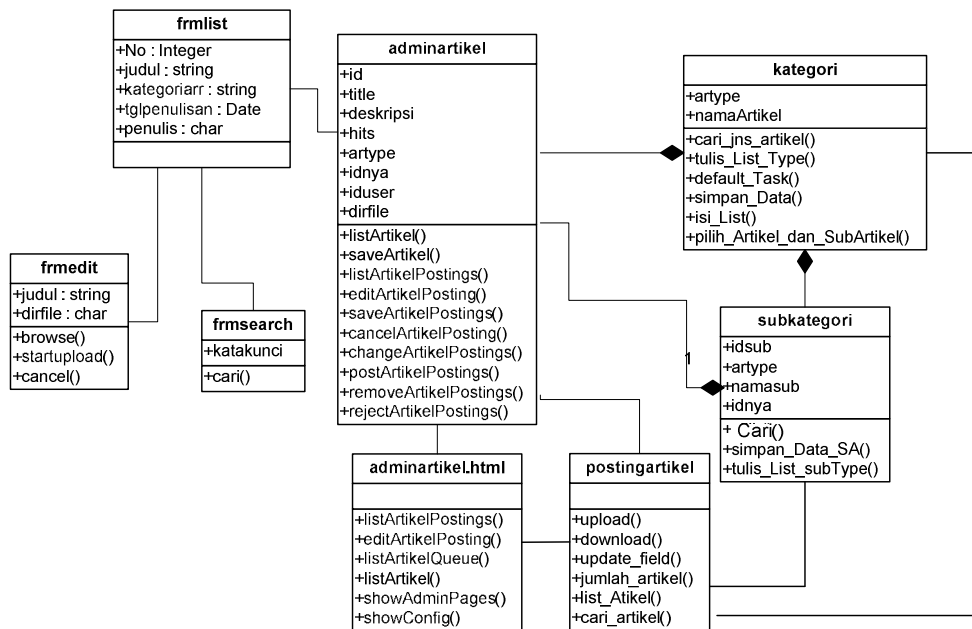 frmlist
+No : Integer
+judul : string
+kategoriarr : string
+tglpenulisan : Date
+penulis : char
adminartikel
+id
+title
+deskripsi
+hits
+artype
+idnya
+iduser
+dirfile
+listArtikel()
+saveArtikel()
+listArtikelPostings()
+editArtikelPosting()
+saveArtikelPostings()
+cancelArtikelPosting()
+changeArtikelPostings()
+postArtikelPostings()
+removeArtikelPostings()
+rejectArtikelPostings()
kategori
+artype
+namaArtikel
+cari_jns_artikel()
+tulis_List_Type()
+default_Task()
+simpan_Data()
+isi_List()
+pilih_Artikel_dan_SubArtikel()
frmedit
+judul : string
+dirfile : char
+browse()
+startupload()
+cancel()
frmsearch
+katakunci
+cari()
1
subkategori
+idsub
+artype
+namasub
+idnya
+ Cari()
+simpan_Data_SA()
+tulis_List_subType()
adminartikel.html
+listArtikelPostings()
+editArtikelPosting()
+listArtikelQueue()
+listArtikel()
+showAdminPages()
+showConfig()
postingartikel
+upload()
+download()
+update_field()
+jumlah_artikel()
+list_Atikel()
+cari_artikel()